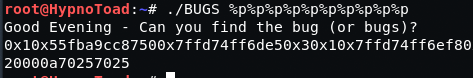 root@HypnoToad:~# ./BUGS %p%p%p%p%p%p%p%p%p%p
Good Evening - Can you find the bug (or bugs)?
0x10x55fba9cc87500x7ffd74ff6de50x30x10x7ffd74ff6ef80
20000a70257025